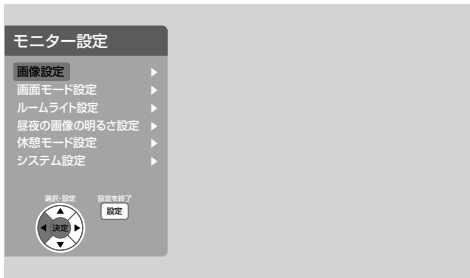 モニター設定
画像設定
画面モード設定
ルームライト設定
昼夜の画像の明るさ設定
休憩モード設定
システム設定
選択・設定
設定を終了
設定
決定